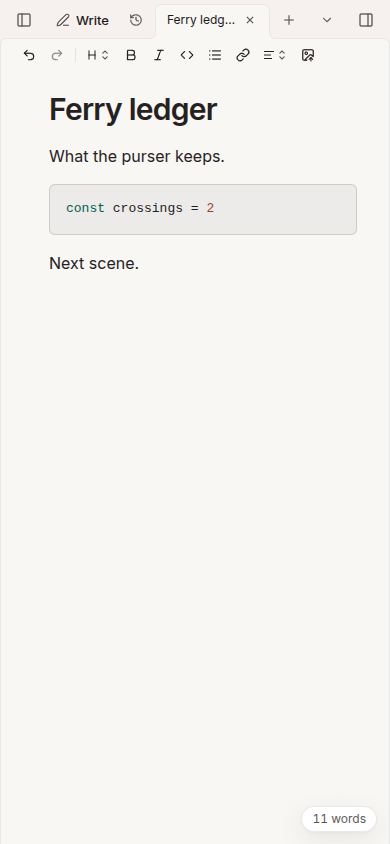 Write
Ferry ledg...
H
B
I
Ferry ledger
What the purser keeps.
const crossings = 2
Next scene.
11 words